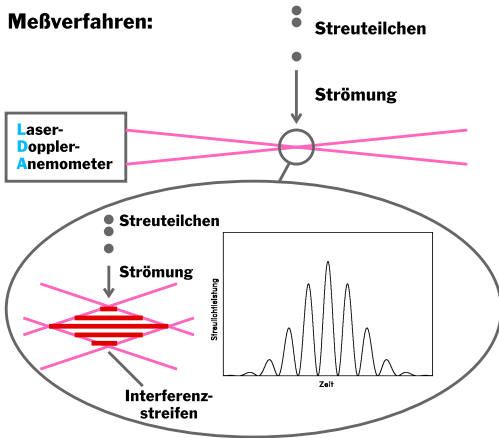 Meßverfahren:
Streuteilchen
Strömung
Laser-
Doppler-
Anemometer
Streuteilchen
Strömung
Interferenz-
streifen
Streulichtleistung
Zeit